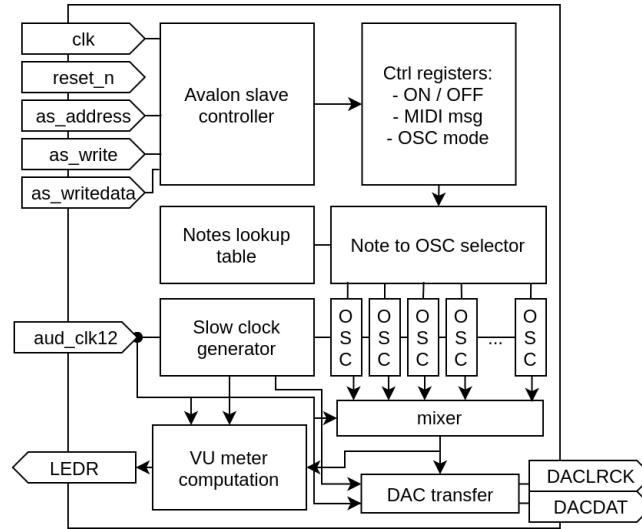 clk
reset_n
as_address
as_write
as_writedata
Avalon slave
controller
Ctrl registers:
- ON / OFF
- MIDI msg
- OSC mode
Notes lookup
table
Note to OSC selector
aud_clk12
Slow clock
generator
O
S
C
O
S
C
O
S
C
O
S
C
...
O
S
C
mixer
LEDR
VU meter
computation
DAC transfer
DACLRCK
DACDAT